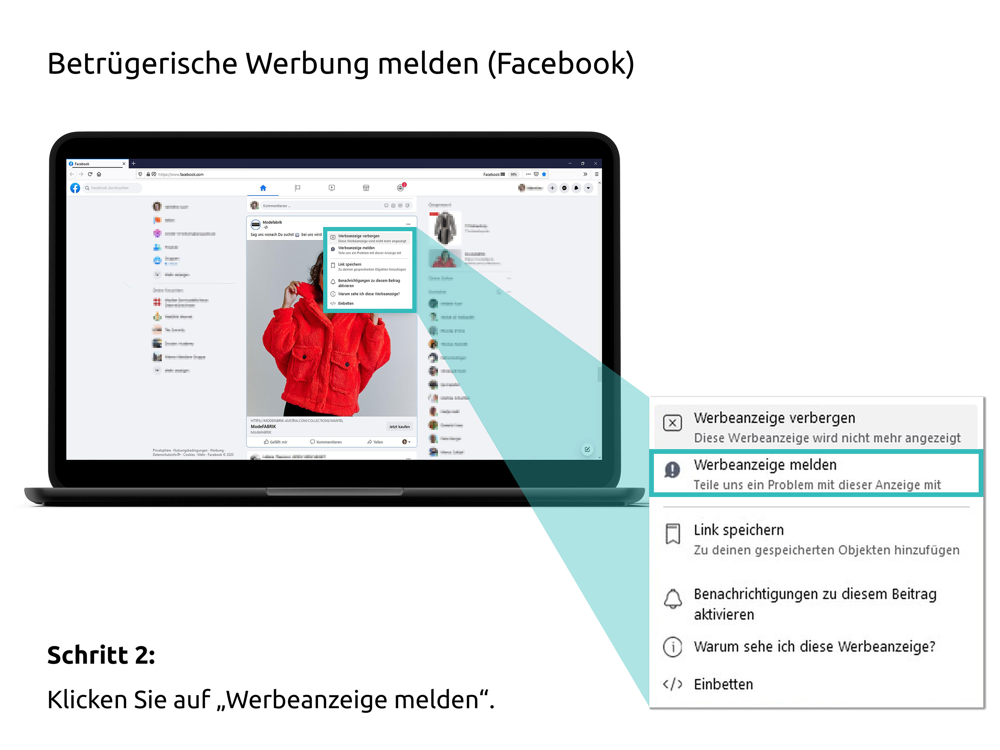 Betrügerische Werbung melden (Facebook)
Facebook
https://www.facebook.com
Facebook
90%
Facebook durchsuchen
2
Kommentieren ...
Modefabrik
Sag uns wonach Du suchst ➡ bei uns wirst
Werbeanzeige verbergen
Diese Werbeanzeige wird nicht mehr angezeigt
Werbeanzeige melden
Teile uns ein Problem mit dieser Anzeige mit
Link speichern
Zu deinen gespeicherten Objekten hinzufügen
Benachrichtigungen zu diesem Beitrag
aktivieren
Warum sehe ich diese Werbeanzeige?
Einbetten
HTTPS://MODEFABRIK-AUSTRIA.COM/COLLECTIONS/MANTEL
ModeFABRIK
Jetzt kaufen
ModeFABRIK
Gefällt mir
Kommentieren
Teilen
Privatsphäre · Nutzungsbedingungen · Werbung ·
Datenschutzinfo · Cookies · Mehr · Facebook © 2020
Werbeanzeige verbergen
Diese Werbeanzeige wird nicht mehr angezeigt
Werbeanzeige melden
Teile uns ein Problem mit dieser Anzeige mit
Link speichern
Zu deinen gespeicherten Objekten hinzufügen
Benachrichtigungen zu diesem Beitrag
aktivieren
Warum sehe ich diese Werbeanzeige?
Einbetten
Schritt 2:
Klicken Sie auf „Werbeanzeige melden“.